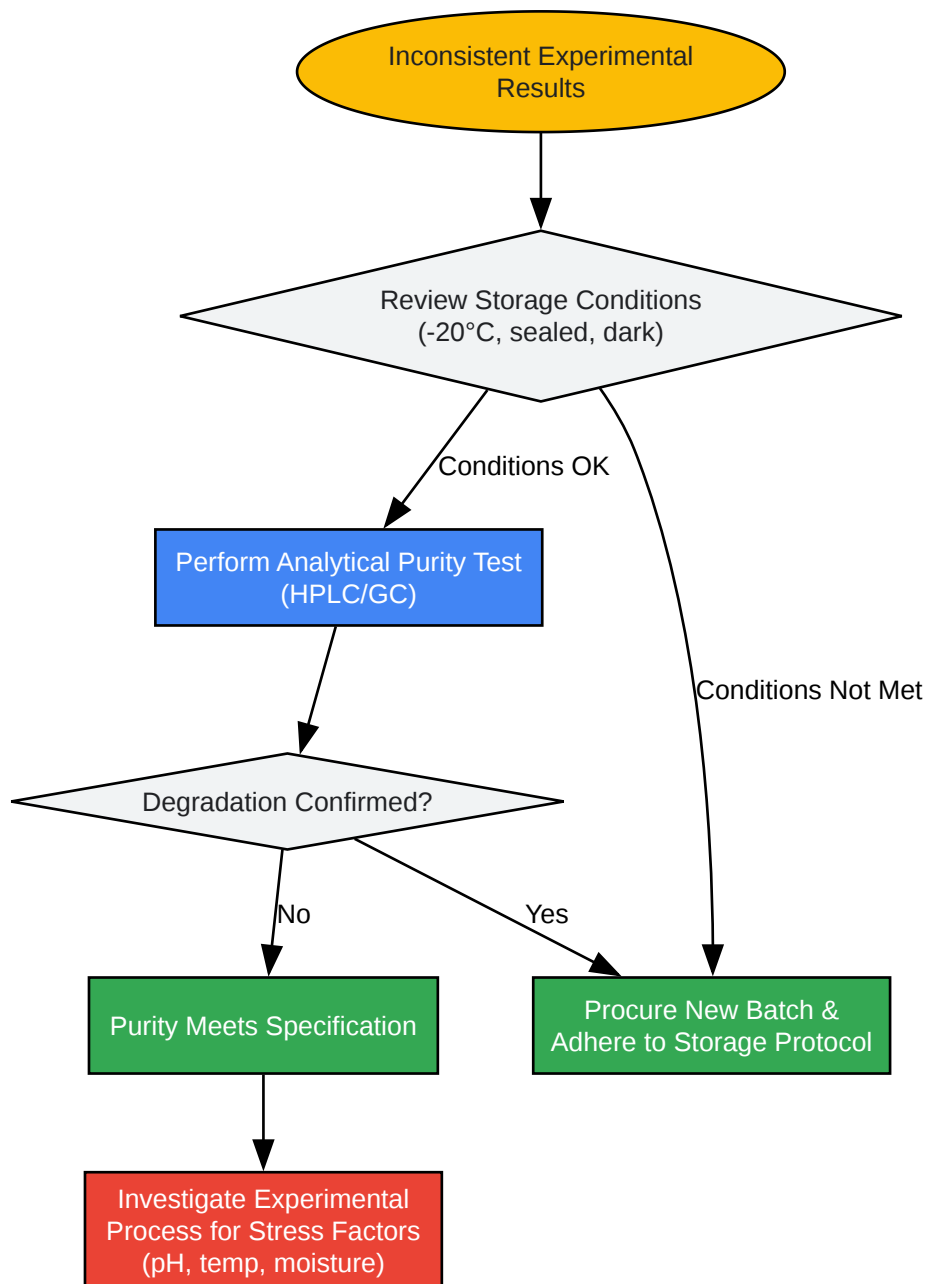 Inconsistent Experimental
Results
Review Storage Conditions
(-20°C, sealed, dark)
Conditions OK
Perform Analytical Purity Test
(HPLC/GC)
Conditions Not Met
Degradation Confirmed?
No
Yes
Purity Meets Specification
Procure New Batch &
Adhere to Storage Protocol
Investigate Experimental
Process for Stress Factors
(pH, temp, moisture)